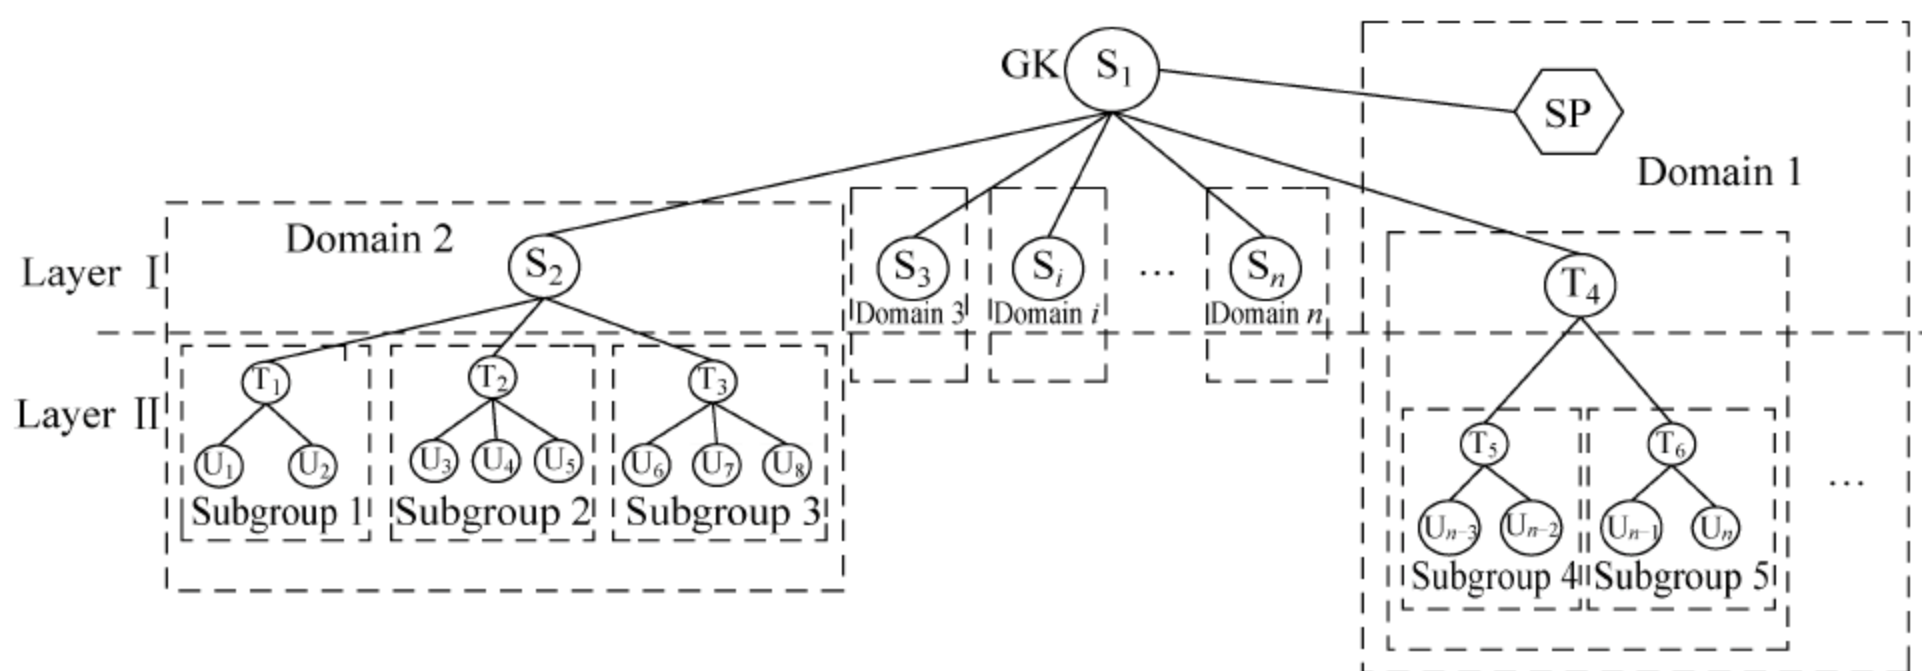 GK S₁
SP
Domain 1
Domain 2
Layer I
S₂
S₃
Sᵢ
...
Sₙ
T₄
Domain 3
Domain i
Domain n
Layer II
T₁
T₂
T₃
U₁
U₂
U₃
U₄
U₅
U₆
U₇
U₈
Subgroup 1
Subgroup 2
Subgroup 3
T₅
T₆
...
Uₙ₋₃
Uₙ₋₂
Uₙ₋₁
Uₙ
Subgroup 4
Subgroup 5